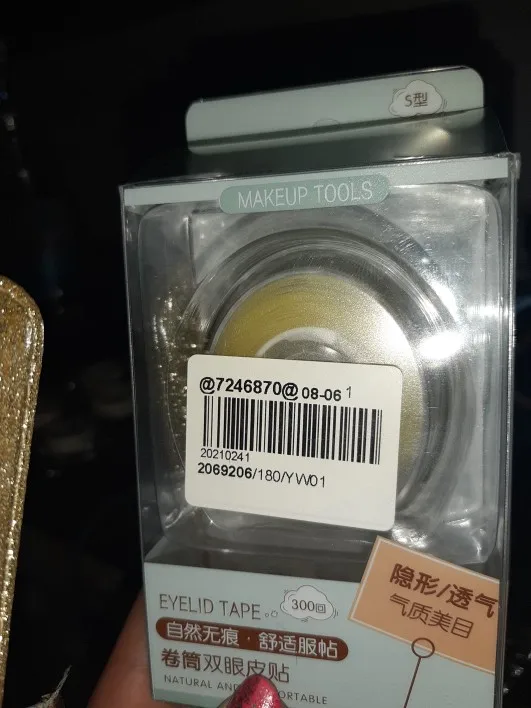 S型
MAKEUP TOOLS
@7246870@ 08-06 1
20210241
2069206/180/YW01
隐形/透气
气质美目
EYELID TAPE
300回
自然无痕·舒适服帖
卷筒双眼皮贴
NATURAL AND